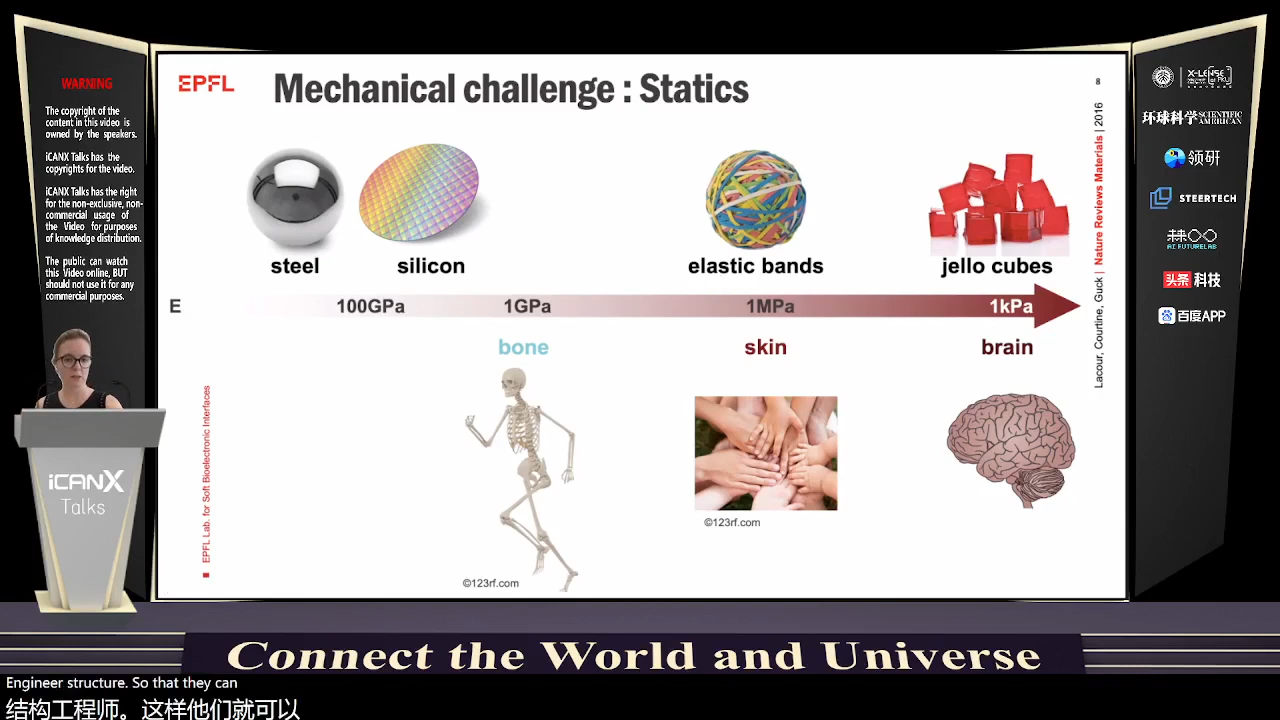 WARNING
The copyright of the
content in this video is
owned by the speakers.
iCANX Talks has the
copyrights for the video.
iCANX Talks has the right
for the non-exclusive, non-
commercial usage of
the Video for purposes
of knowledge distribution.
The public can watch
this Video online, BUT
should not use it for any
commercial purposes.
iCANX
Talks
EPFL
Mechanical challenge : Statics
8
steel
silicon
elastic bands
jello cubes
E
100GPa
1GPa
1MPa
1kPa
bone
skin
brain
©123rf.com
©123rf.com
EPFL Lab. for Soft Bioelectronic Interfaces
Lacour, Courtine, Guck | Nature Reviews Materials | 2016
环球科学 SCIENTIFIC AMERICAN
领研
STEERTECH
AI FUTURELAB
头条科技
百度APP
Connect the World and Universe
Engineer structure. So that they can
结构工程师。这样他们就可以